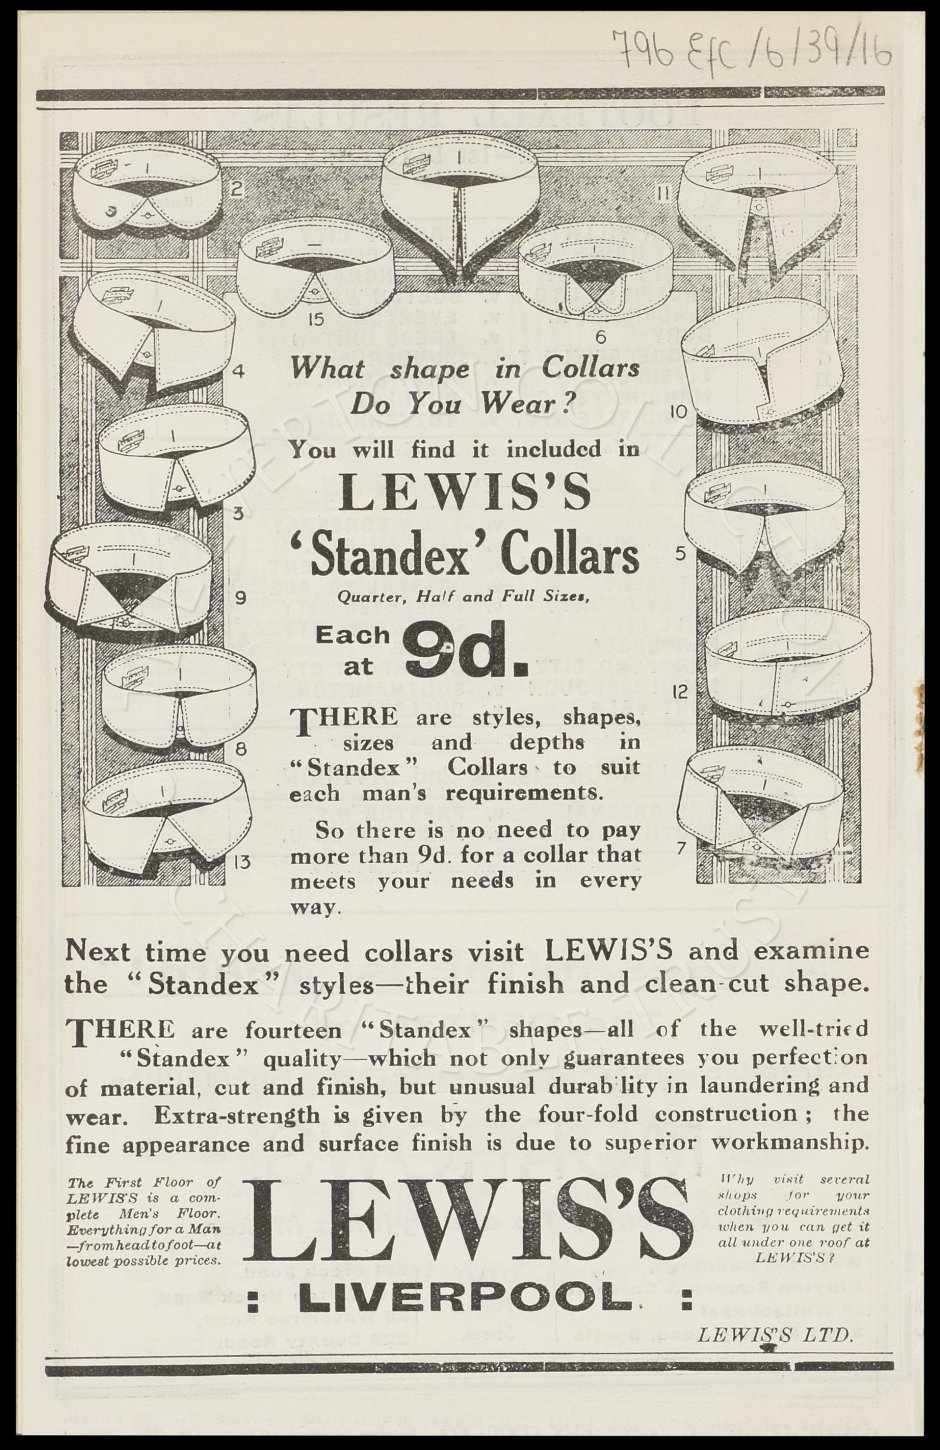 796 Efc/6/39/16
2
11
15
6
4
10
3
5
9
12
8
7
13
What shape in Collars
Do You Wear?
You will find it included in
LEWIS'S
'Standex' Collars
Quarter, Half and Full Sizes,
Each at 9d.
THERE are styles, shapes,
sizes and depths in
"Standex" Collars to suit
each man's requirements.
So there is no need to pay
more than 9d. for a collar that
meets your needs in every
way.
Next time you need collars visit LEWIS'S and examine
the "Standex" styles—their finish and clean-cut shape.
THERE are fourteen "Standex" shapes—all of the well-tried
"Standex" quality—which not only guarantees you perfection
of material, cut and finish, but unusual durability in laundering and
wear. Extra-strength is given by the four-fold construction; the
fine appearance and surface finish is due to superior workmanship.
The First Floor of
LEWIS'S is a com-
plete Men's Floor.
Everything for a Man
—from head to foot—at
lowest possible prices.
LEWIS'S
: LIVERPOOL. :
Why visit several
shops for your
clothing requirements
when you can get it
all under one roof at
LEWIS'S?
LEWIS'S LTD.
EVERTON COLLECTION
CHARITABLE TRUST